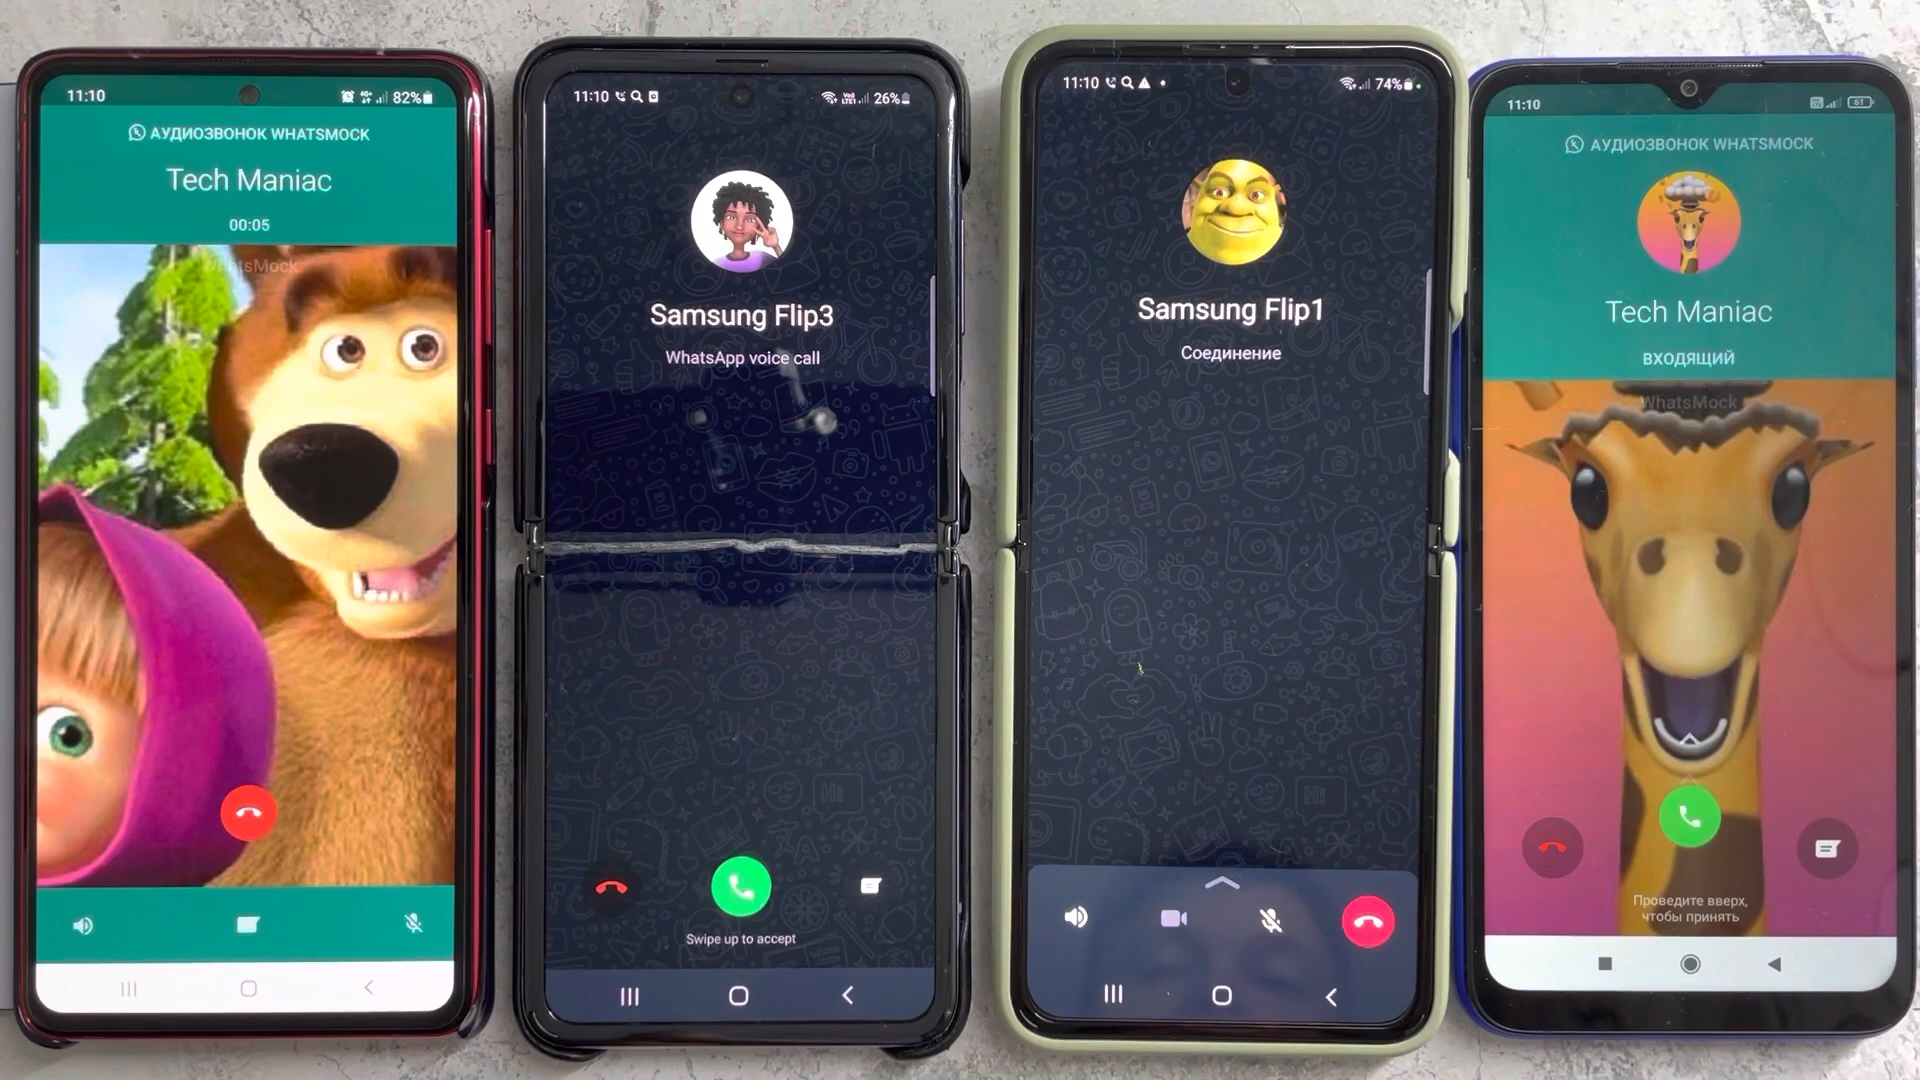 11:10
82%
АУДИОЗВОНОК WHATSMOCK
Tech Maniac
00:05
WhatsMock
11:10
26%
Samsung Flip3
WhatsApp voice call
Swipe up to accept
11:10
74%
Samsung Flip1
Соединение
11:10
61
АУДИОЗВОНОК WHATSMOCK
Tech Maniac
ВХОДЯЩИЙ
WhatsMock
Проведите вверх,
чтобы принять